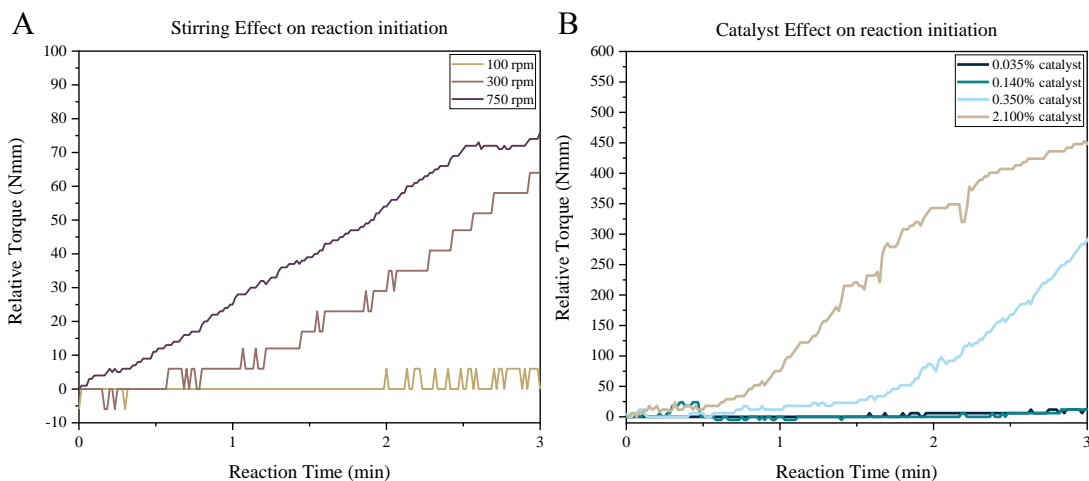 A
Stirring Effect on reaction initiation
100
90
80
70
60
50
40
30
20
10
0
-10
Relative Torque (Nmm)
100 rpm
300 rpm
750 rpm
0
1
2
3
Reaction Time (min)
B
Catalyst Effect on reaction initiation
600
550
500
450
400
350
300
250
200
150
100
50
0
Relative Torque (Nmm)
0.035% catalyst
0.140% catalyst
0.350% catalyst
2.100% catalyst
0
1
2
3
Reaction Time (min)